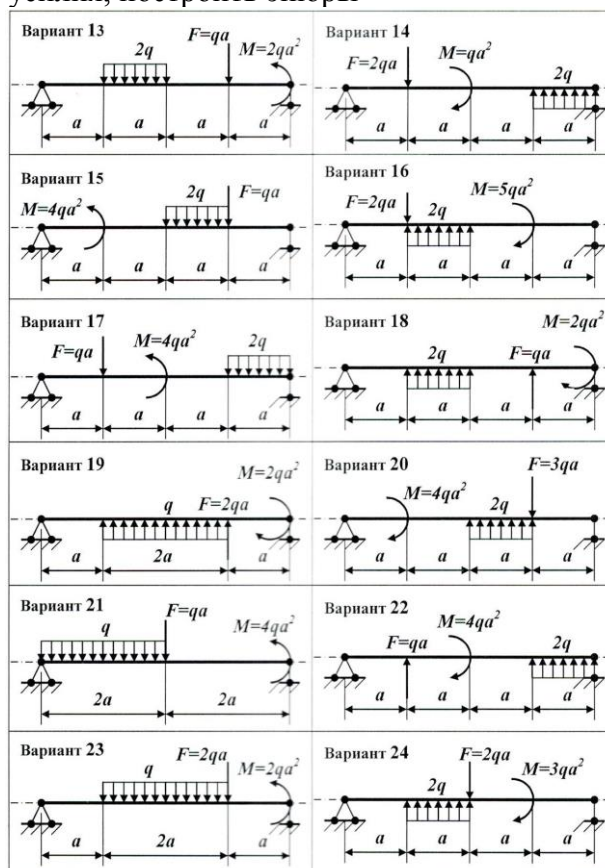 усилия, построить эпюры
Вариант 13
2q
F=qa
M=2qa²
a a a a
Вариант 14
F=2qa
M=qa²
2q
a a a a
Вариант 15
M=4qa²
2q
F=qa
a a a a
Вариант 16
F=2qa
2q
M=5qa²
a a a a
Вариант 17
F=qa
M=4qa²
2q
a a a a
Вариант 18
2q
F=qa
M=2qa²
a a a a
Вариант 19
q
F=2qa
M=2qa²
a 2a a
Вариант 20
M=4qa²
2q
F=3qa
a a a a
Вариант 21
q
F=qa
M=4qa²
2a 2a
Вариант 22
F=qa
M=4qa²
2q
a a a a
Вариант 23
q
F=2qa
M=2qa²
a 2a a
Вариант 24
2q
F=2qa
M=3qa²
a a a a